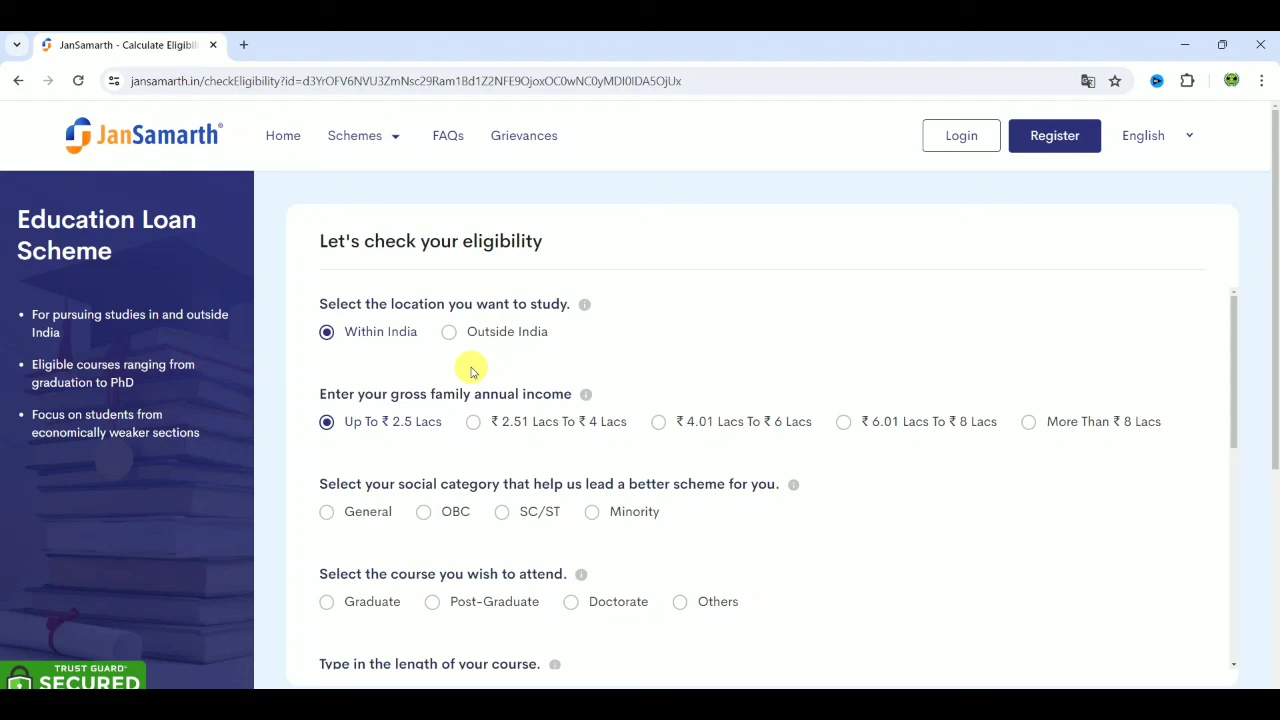 JanSamarth - Calculate Eligibili
jansamarth.in/checkEligibility?id=d3YrOFV6NVU3ZmNsc29Ram1Bd1Z2NFE9OjoxOC0wNC0yMDI0IDA5OjUx
JanSamarth
Home Schemes FAQs Grievances Login Register English
Education Loan
Scheme
• For pursuing studies in and outside
India
• Eligible courses ranging from
graduation to PhD
• Focus on students from
economically weaker sections
Let's check your eligibility
Select the location you want to study.
Within India Outside India
Enter your gross family annual income
Up To ₹ 2.5 Lacs ₹ 2.51 Lacs To ₹ 4 Lacs ₹ 4.01 Lacs To ₹ 6 Lacs ₹ 6.01 Lacs To ₹ 8 Lacs More Than ₹ 8 Lacs
Select your social category that help us lead a better scheme for you.
General OBC SC/ST Minority
Select the course you wish to attend.
Graduate Post-Graduate Doctorate Others
Type in the length of your course.
TRUST GUARD
SECURED